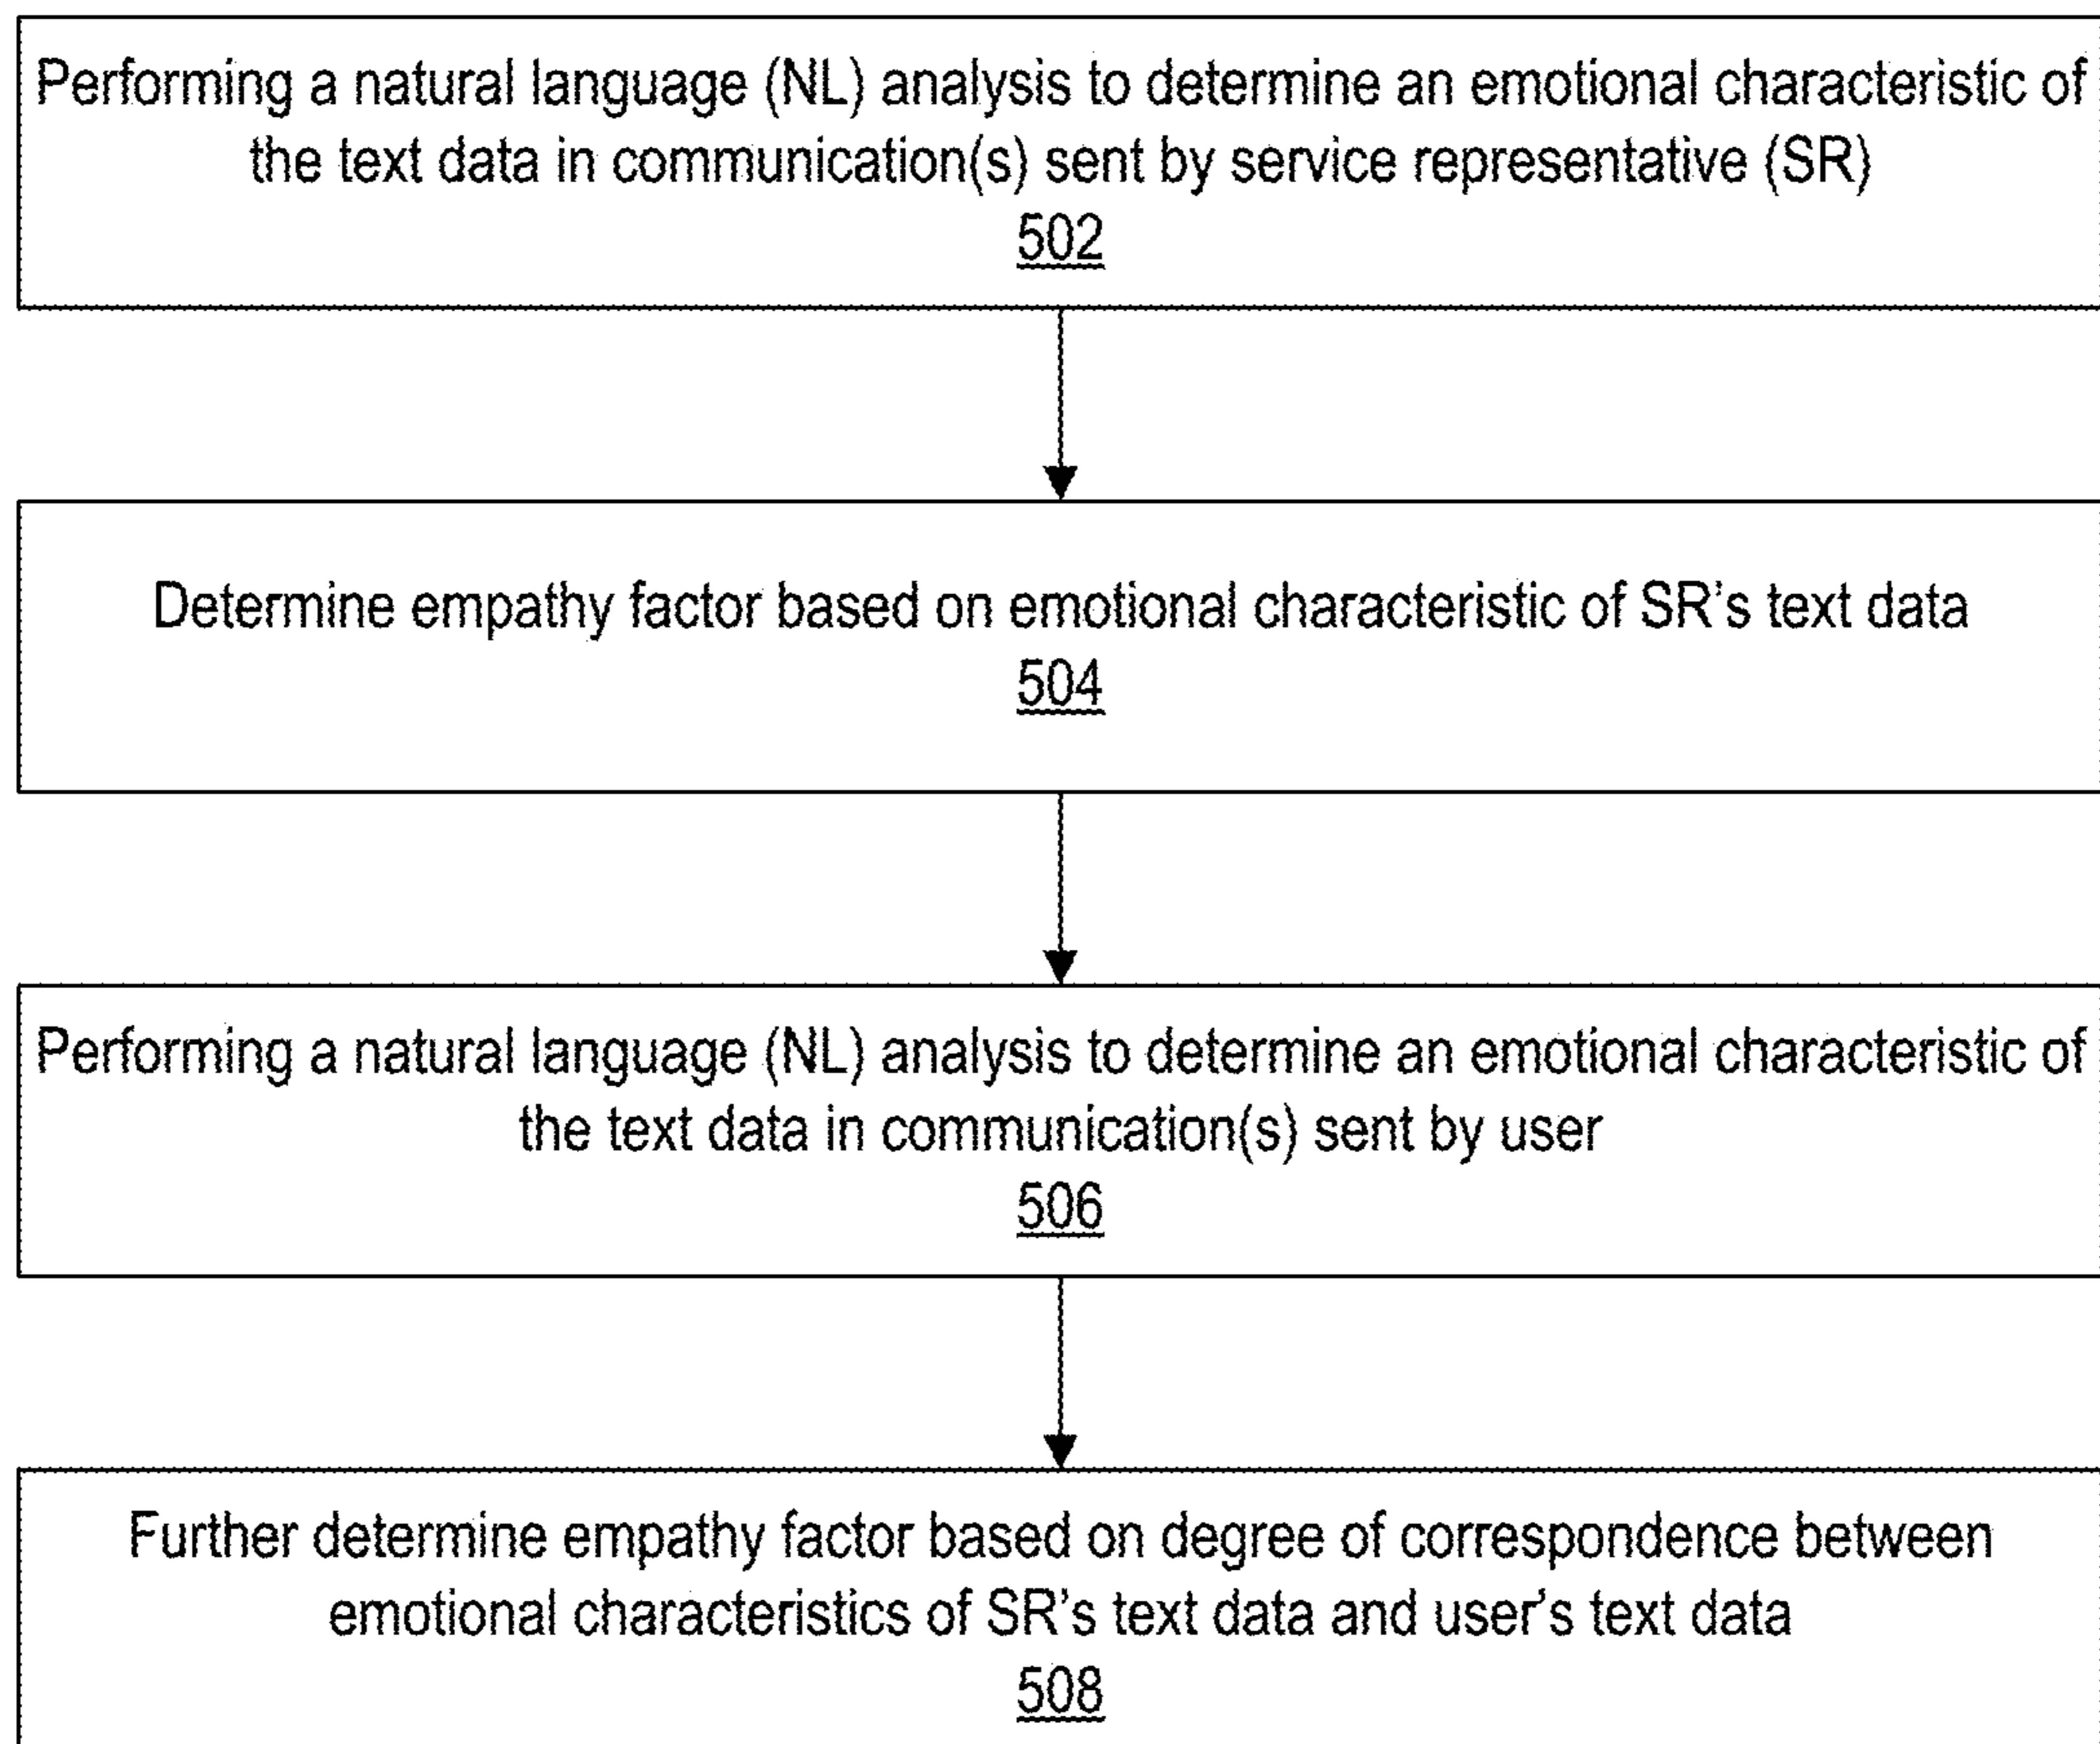 Performing a natural language (NL) analysis to determine an emotional characteristic of
the text data in communication(s) sent by service representative (SR)
502
Determine empathy factor based on emotional characteristic of SR's text data
504
Performing a natural language (NL) analysis to determine an emotional characteristic of
the text data in communication(s) sent by user
506
Further determine empathy factor based on degree of correspondence between
emotional characteristics of SR's text data and user's text data
508